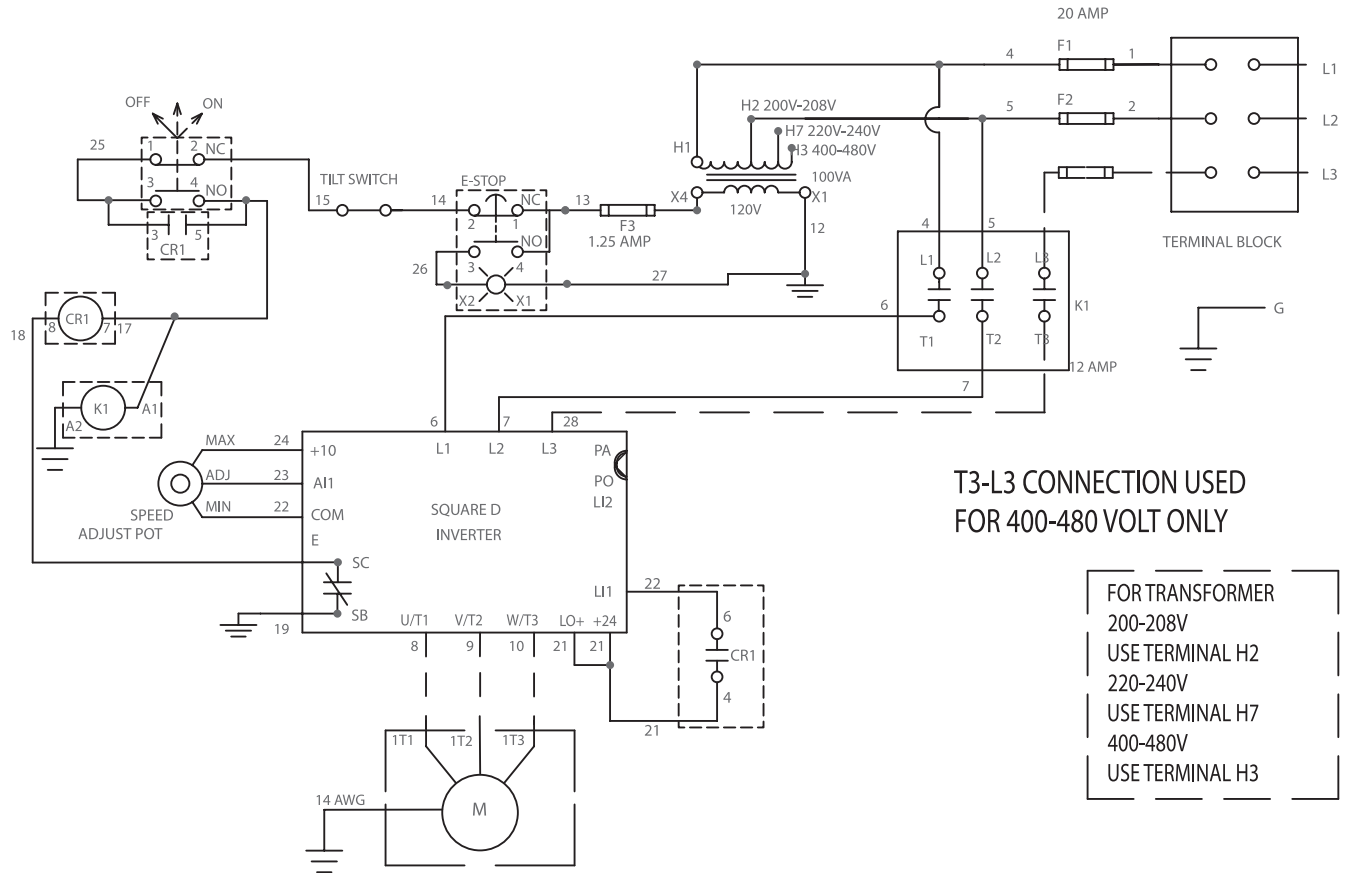 20 AMP
4
F1
1
L1
5
F2
2
L2
L3
TERMINAL BLOCK
G
H2 200V-208V
H7 220V-240V
H3 400-480V
H1
100VA
X4
X1
120V
12
OFF
ON
25
1
2
NC
3
4
NO
3
5
CR1
TILT SWITCH
15
14
E-STOP
NC
2
1
NO
3
4
X2
X1
26
27
13
F3
1.25 AMP
4
5
L1
L2
L3
K1
T1
T2
T3
6
12 AMP
7
18
8
CR1
7
17
K1
A1
A2
MAX
24
ADJ
23
MIN
22
SPEED
ADJUST POT
6
7
28
+10
L1
L2
L3
PA
AI1
PO
LI2
COM
SQUARE D
INVERTER
E
SC
SB
19
LI1
22
U/T1
V/T2
W/T3
LO+
+24
8
9
10
21
21
6
CR1
4
21
1T1
1T2
1T3
14 AWG
M
T3-L3 CONNECTION USED
FOR 400-480 VOLT ONLY
FOR TRANSFORMER
200-208V
USE TERMINAL H2
220-240V
USE TERMINAL H7
400-480V
USE TERMINAL H3